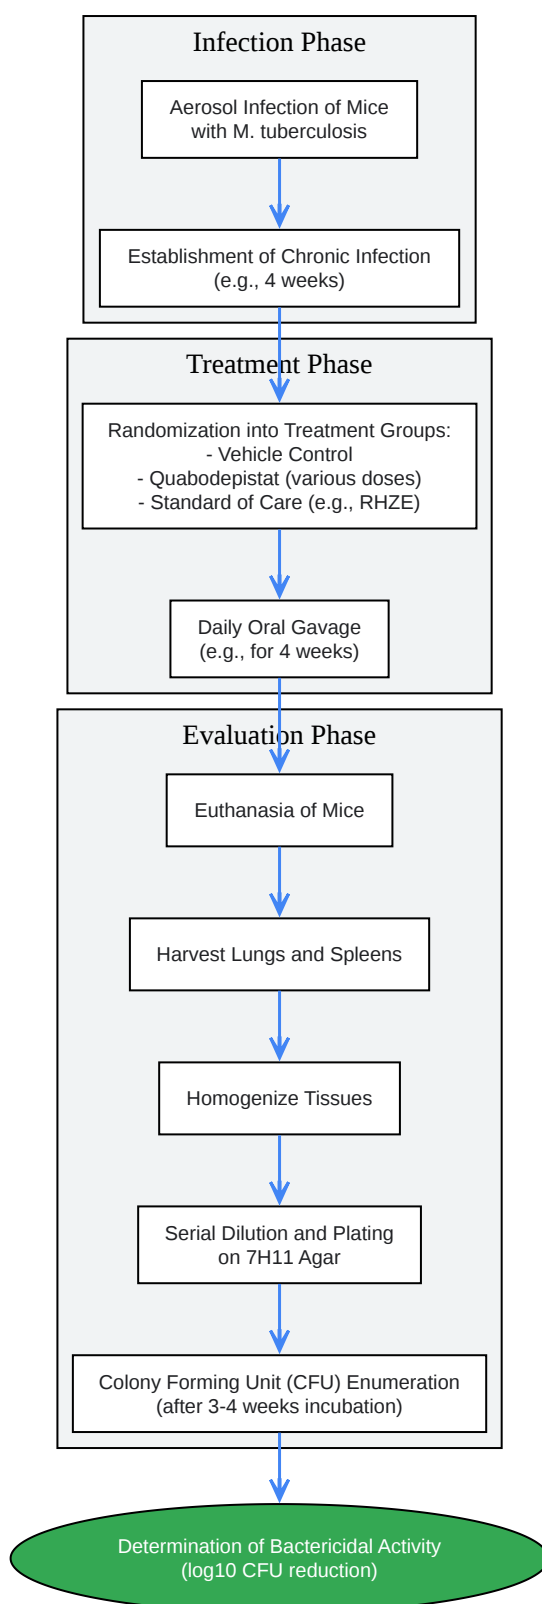 Infection Phase
Aerosol Infection of Mice
with M. tuberculosis
Establishment of Chronic Infection
(e.g., 4 weeks)
Treatment Phase
Randomization into Treatment Groups:
- Vehicle Control
- Quabodepistat (various doses)
- Standard of Care (e.g., RHZE)
Daily Oral Gavage
(e.g., for 4 weeks)
Evaluation Phase
Euthanasia of Mice
Harvest Lungs and Spleens
Homogenize Tissues
Serial Dilution and Plating
on 7H11 Agar
Colony Forming Unit (CFU) Enumeration
(after 3-4 weeks incubation)
Determination of Bactericidal Activity
(log10 CFU reduction)